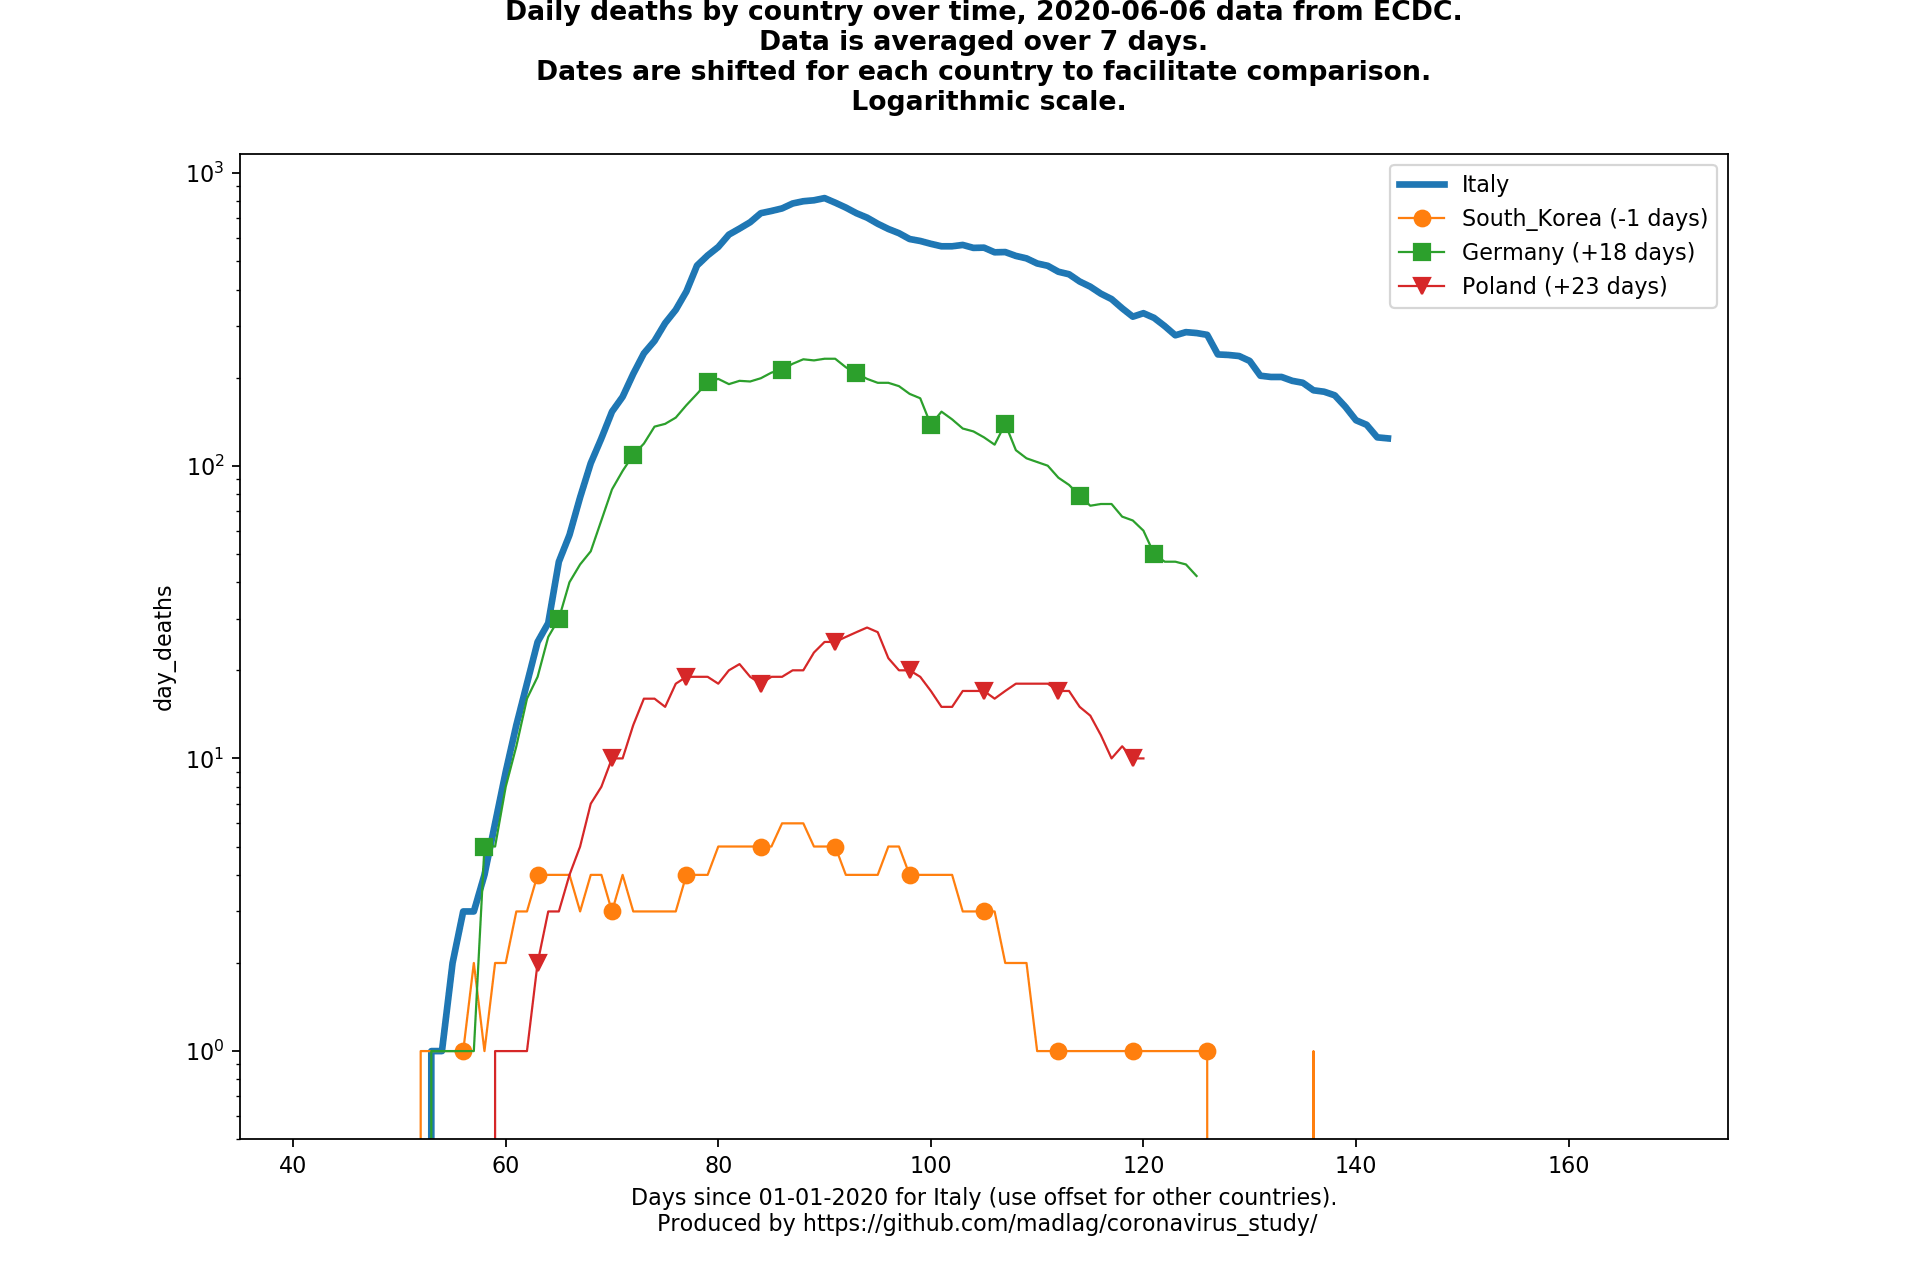 Daily deaths by country over time, 2020-06-06 data from ECDC.
Data is averaged over 7 days.
Dates are shifted for each country to facilitate comparison.
Logarithmic scale.
10³
10²
10¹
10⁰
day_deaths
Italy
South_Korea (-1 days)
Germany (+18 days)
Poland (+23 days)
40 60 80 100 120 140 160
Days since 01-01-2020 for Italy (use offset for other countries).
Produced by https://github.com/madlag/coronavirus_study/